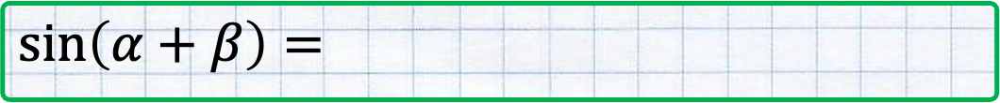 sin(α + β) =